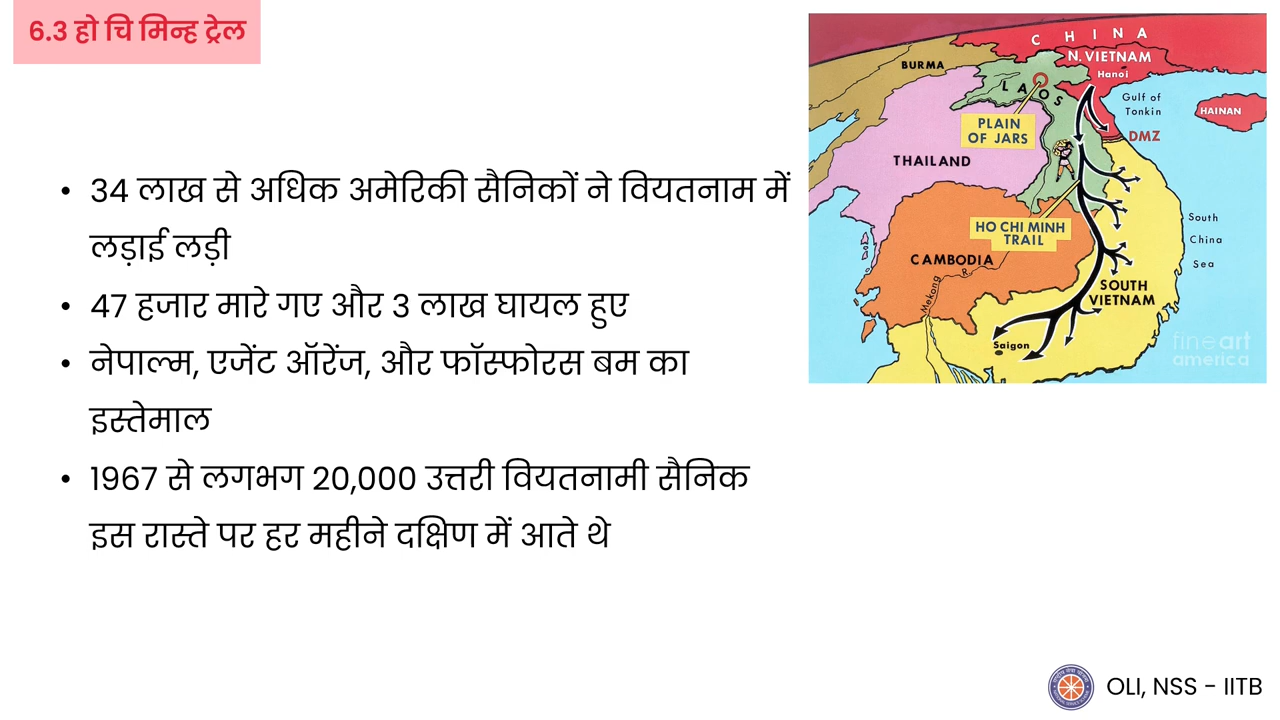 6.3 हो चि मिन्ह ट्रेल
• 34 लाख से अधिक अमेरिकी सैनिकों ने वियतनाम में
लड़ाई लड़ी
• 47 हजार मारे गए और 3 लाख घायल हुए
• नेपाल्म, एजेंट ऑरेंज, और फॉस्फोरस बम का
इस्तेमाल
• 1967 से लगभग 20,000 उत्तरी वियतनामी सैनिक
इस रास्ते पर हर महीने दक्षिण में आते थे
CHINA
N. VIETNAM
BURMA
Hanoi
LAOS
Gulf of
Tonkin
HAINAN
PLAIN
OF JARS
DMZ
THAILAND
HO CHI MINH
TRAIL
South
China
Sea
CAMBODIA
Mekong R.
SOUTH
VIETNAM
Saigon
fineart
america
OLI, NSS - IITB